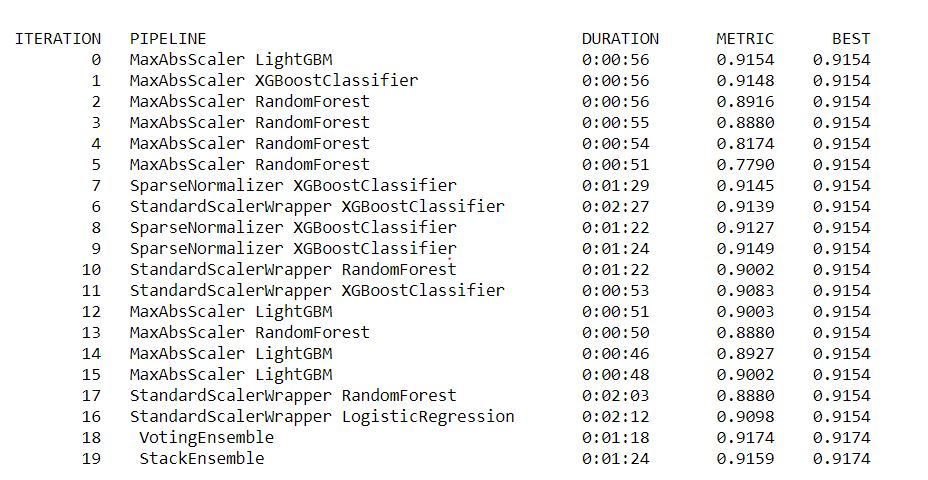 ITERATION PIPELINE DURATION METRIC BEST
0 MaxAbsScaler LightGBM 0:00:56 0.9154 0.9154
1 MaxAbsScaler XGBoostClassifier 0:00:56 0.9148 0.9154
2 MaxAbsScaler RandomForest 0:00:56 0.8916 0.9154
3 MaxAbsScaler RandomForest 0:00:55 0.8880 0.9154
4 MaxAbsScaler RandomForest 0:00:54 0.8174 0.9154
5 MaxAbsScaler RandomForest 0:00:51 0.7790 0.9154
7 SparseNormalizer XGBoostClassifier 0:01:29 0.9145 0.9154
6 StandardScalerWrapper XGBoostClassifier 0:02:27 0.9139 0.9154
8 SparseNormalizer XGBoostClassifier 0:01:22 0.9127 0.9154
9 SparseNormalizer XGBoostClassifier 0:01:24 0.9149 0.9154
10 StandardScalerWrapper RandomForest 0:01:22 0.9002 0.9154
11 StandardScalerWrapper XGBoostClassifier 0:00:53 0.9083 0.9154
12 MaxAbsScaler LightGBM 0:00:51 0.9003 0.9154
13 MaxAbsScaler RandomForest 0:00:50 0.8880 0.9154
14 MaxAbsScaler LightGBM 0:00:46 0.8927 0.9154
15 MaxAbsScaler LightGBM 0:00:48 0.9002 0.9154
17 StandardScalerWrapper RandomForest 0:02:03 0.8880 0.9154
16 StandardScalerWrapper LogisticRegression 0:02:12 0.9098 0.9154
18 VotingEnsemble 0:01:18 0.9174 0.9174
19 StackEnsemble 0:01:24 0.9159 0.9174